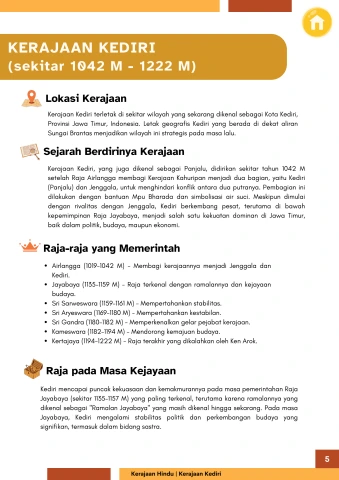 KERAJAAN KEDIRI
(sekitar 1042 M - 1222 M)
Lokasi Kerajaan
Kerajaan Kediri terletak di sekitar wilayah yang sekarang dikenal sebagai Kota Kediri,
Provinsi Jawa Timur, Indonesia. Letak geografis Kediri yang berada di dekat aliran
Sungai Brantas menjadikan wilayah ini strategis pada masa lalu.
Sejarah Berdirinya Kerajaan
Kerajaan Kediri, yang juga dikenal sebagai Panjalu, didirikan sekitar tahun 1042 M
setelah Raja Airlangga membagi Kerajaan Kahuripan menjadi dua bagian, yaitu Kediri
(Panjalu) dan Jenggala, untuk menghindari konflik antara dua putranya. Pembagian ini
dilakukan dengan bantuan Mpu Bharada dan simbolisasi air suci. Meskipun dimulai
dengan rivalitas dengan Jenggala, Kediri berkembang pesat, terutama di bawah
kepemimpinan Raja Jayabaya, menjadi salah satu kekuatan dominan di Jawa Timur,
baik dalam politik, budaya, maupun ekonomi.
Raja-raja yang Memerintah
• Airlangga (1019-1042 M) - Membagi kerajaannya menjadi Jenggala dan
Kediri.
• Jayabaya (1135-1159 M) - Raja terkenal dengan ramalannya dan kejayaan
budaya.
• Sri Sarweswara (1159-1161 M) - Mempertahankan stabilitas.
• Sri Aryeswara (1169-1180 M) - Mempertahankan kestabilan.
• Sri Gandra (1180-1182 M) - Memperkenalkan gelar pejabat kerajaan.
• Kameswara (1182-1194 M) - Mendorong kemajuan budaya.
• Kertajaya (1194-1222 M) - Raja terakhir yang dikalahkan oleh Ken Arok.
Raja pada Masa Kejayaan
Kediri mencapai puncak kekuasaan dan kemakmurannya pada masa pemerintahan Raja
Jayabaya (sekitar 1135-1157 M) yang paling terkenal, terutama karena ramalannya yang
dikenal sebagai "Ramalan Jayabaya" yang masih dikenal hingga sekarang. Pada masa
Jayabaya, Kediri mengalami stabilitas politik dan perkembangan budaya yang
signifikan, termasuk dalam bidang sastra.
5
Kerajaan Hindu | Kerajaan Kediri